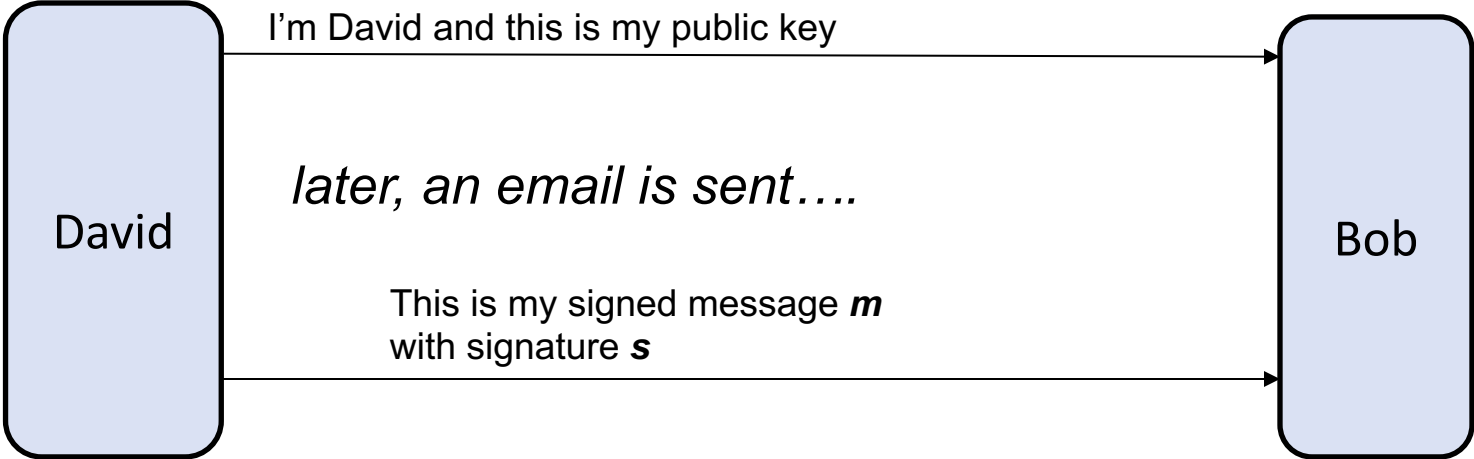 I’m David and this is my public key
later, an email is sent….
David
Bob
This is my signed message m
with signature s